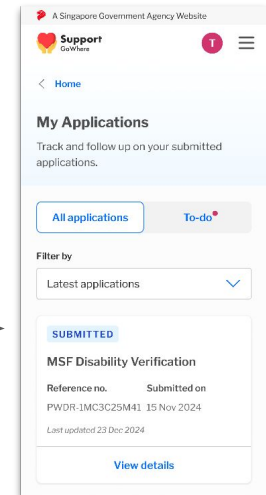 A Singapore Government Agency Website
Support
GoWhere
T
Home
My Applications
Track and follow up on your submitted
applications.
All applications To-do
Filter by
Latest applications
SUBMITTED
MSF Disability Verification
Reference no. Submitted on
PWDR-1MC3C25M41 15 Nov 2024
Last updated 23 Dec 2024
View details